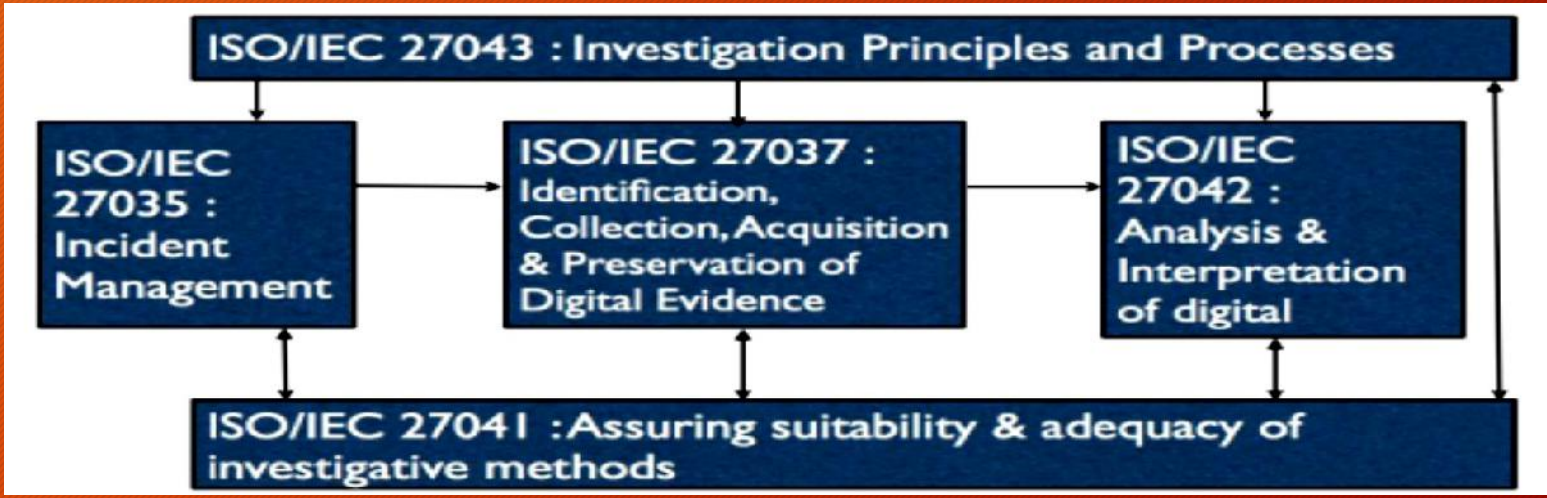 ISO/IEC 27043 : Investigation Principles and Processes
ISO/IEC
27035 :
Incident
Management
ISO/IEC 27037 :
Identification,
Collection, Acquisition
& Preservation of
Digital Evidence
ISO/IEC
27042 :
Analysis &
Interpretation
of digital
ISO/IEC 27041 : Assuring suitability & adequacy of
investigative methods